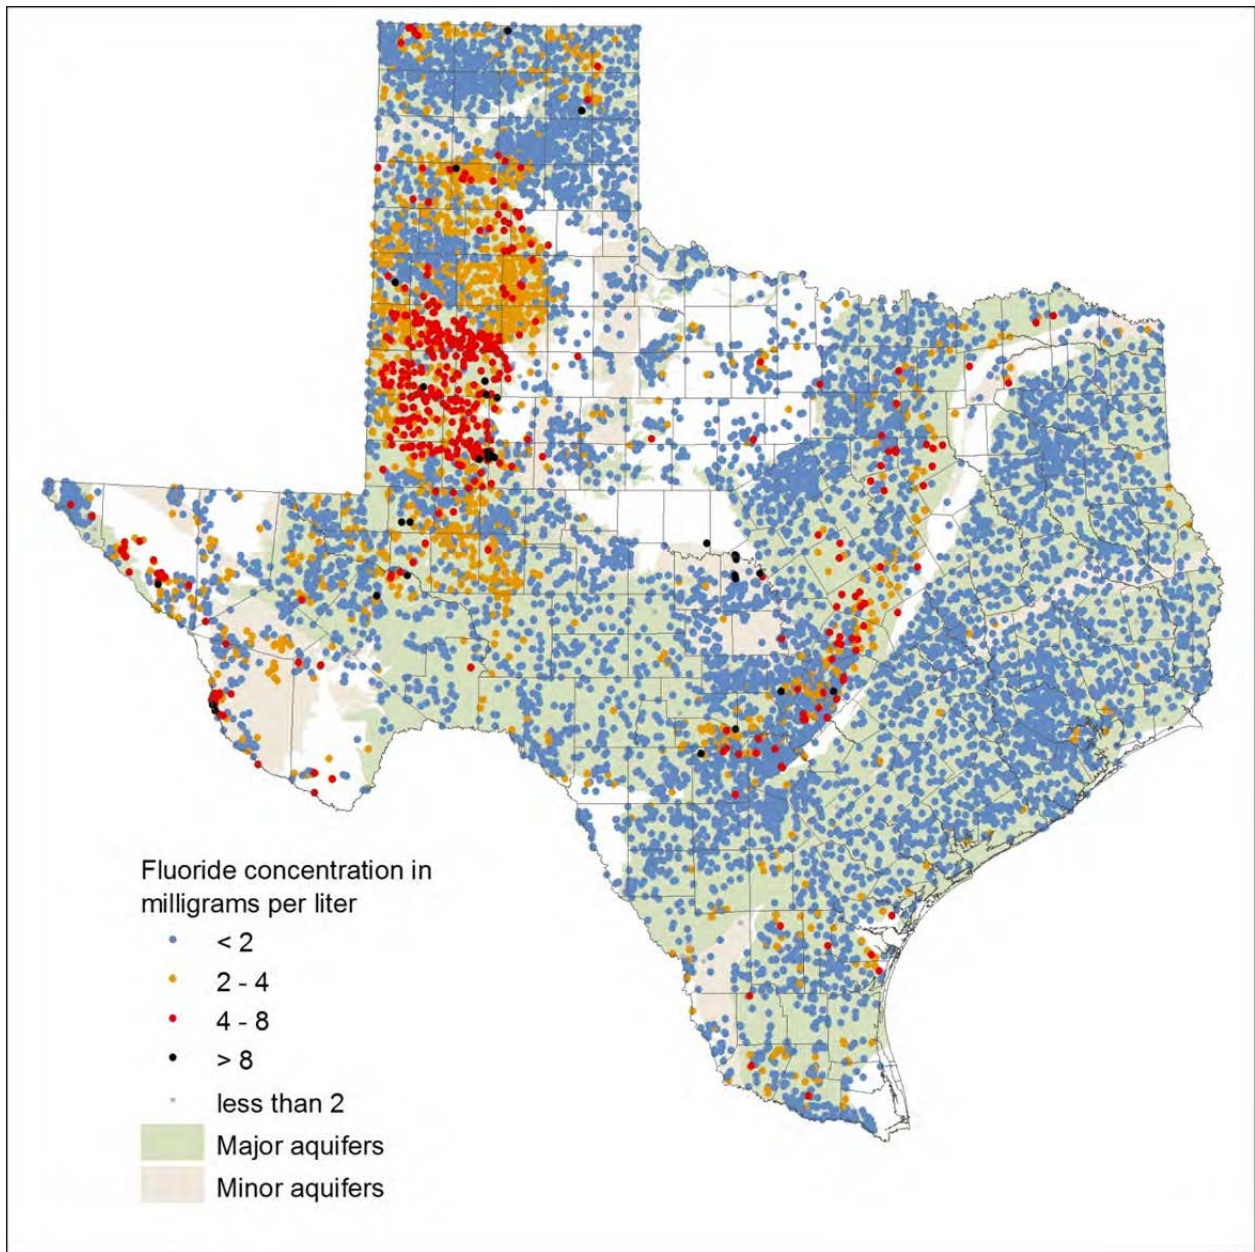 Fluoride concentration in
milligrams per liter
< 2
2 - 4
4 - 8
> 8
less than 2
Major aquifers
Minor aquifers